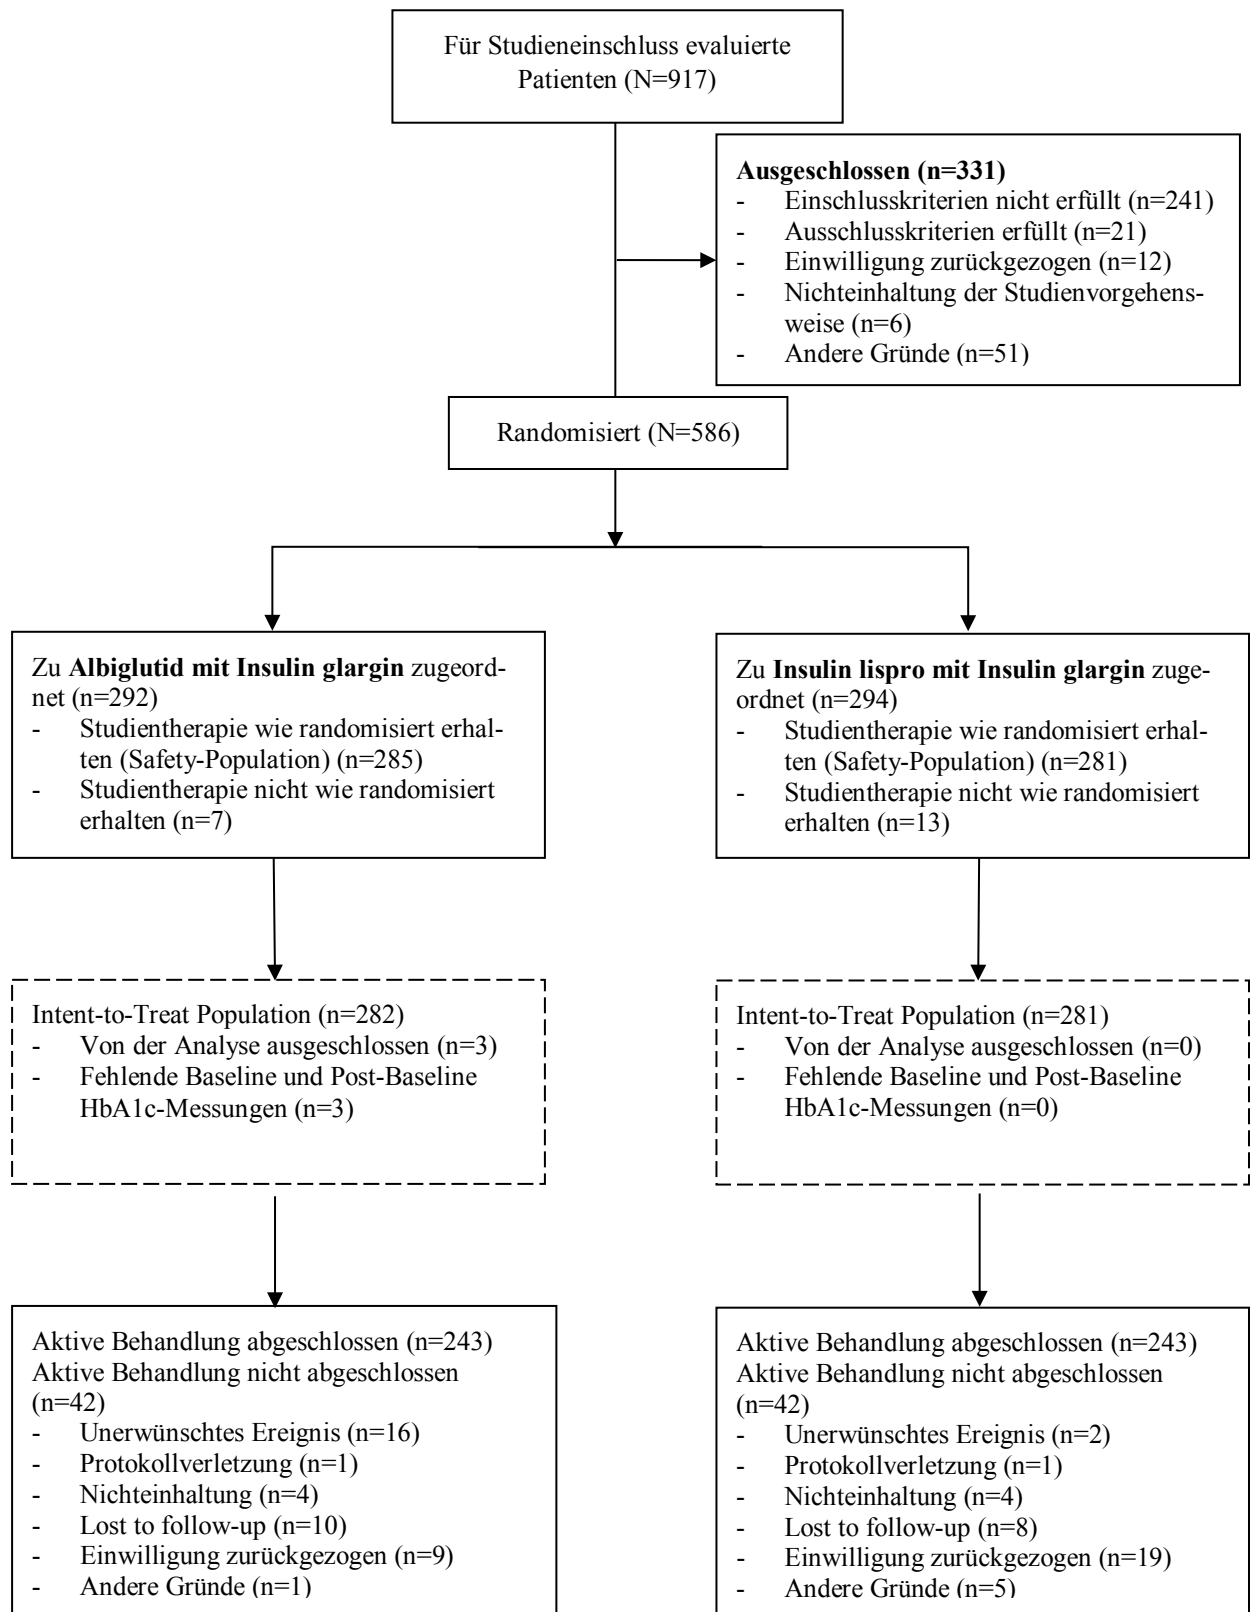 Für Studieneinschluss evaluierte
Patienten (N=917)
Ausgeschlossen (n=331)
- Einschlusskriterien nicht erfüllt (n=241)
- Ausschlusskriterien erfüllt (n=21)
- Einwilligung zurückgezogen (n=12)
- Nichteinhaltung der Studienvorgehens-
weise (n=6)
- Andere Gründe (n=51)
Randomisiert (N=586)
Zu Albiglutid mit Insulin glargin zugeord-
net (n=292)
- Studientherapie wie randomisiert erhal-
ten (Safety-Population) (n=285)
- Studientherapie nicht wie randomisiert
erhalten (n=7)
Zu Insulin lispro mit Insulin glargin zuge-
ordnet (n=294)
- Studientherapie wie randomisiert erhal-
ten (Safety-Population) (n=281)
- Studientherapie nicht wie randomisiert
erhalten (n=13)
Intent-to-Treat Population (n=282)
- Von der Analyse ausgeschlossen (n=3)
- Fehlende Baseline und Post-Baseline
HbA1c-Messungen (n=3)
Intent-to-Treat Population (n=281)
- Von der Analyse ausgeschlossen (n=0)
- Fehlende Baseline und Post-Baseline
HbA1c-Messungen (n=0)
Aktive Behandlung abgeschlossen (n=243)
Aktive Behandlung nicht abgeschlossen
(n=42)
- Unerwünschtes Ereignis (n=16)
- Protokollverletzung (n=1)
- Nichteinhaltung (n=4)
- Lost to follow-up (n=10)
- Einwilligung zurückgezogen (n=9)
- Andere Gründe (n=1)
Aktive Behandlung abgeschlossen (n=243)
Aktive Behandlung nicht abgeschlossen
(n=42)
- Unerwünschtes Ereignis (n=2)
- Protokollverletzung (n=1)
- Nichteinhaltung (n=4)
- Lost to follow-up (n=8)
- Einwilligung zurückgezogen (n=19)
- Andere Gründe (n=5)